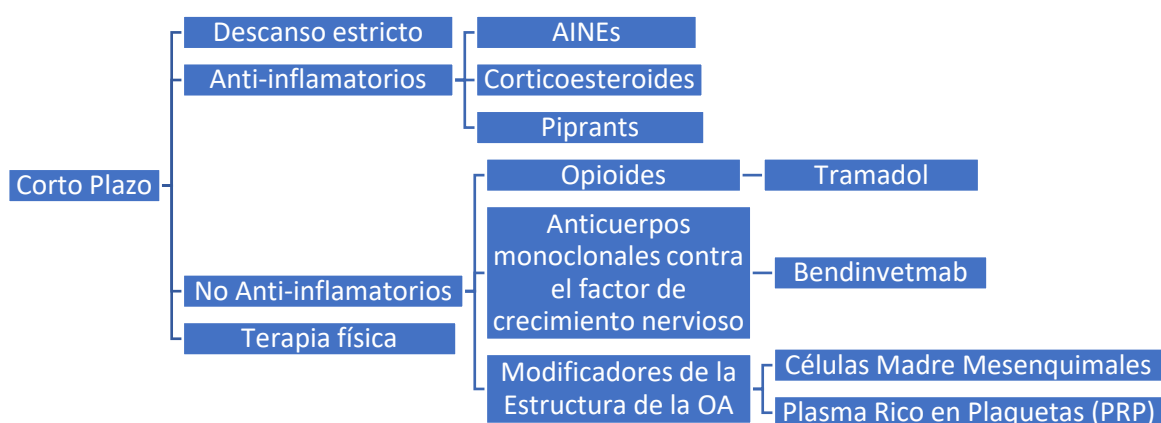 Corto Plazo
Descanso estricto
Anti-inflamatorios
AINEs
Corticoesteroides
Piprants
No Anti-inflamatorios
Opioides
Tramadol
Anticuerpos
monoclonales contra
el factor de
crecimiento nervioso
Bendinvetmab
Modificadores de la
Estructura de la OA
Células Madre Mesenquimales
Plasma Rico en Plaquetas (PRP)
Terapia física